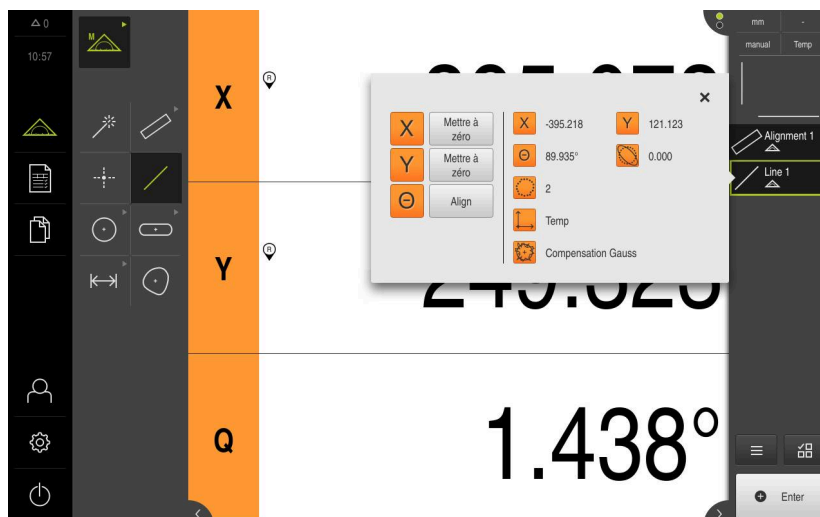 0
10:57
M
X
R
Mettre à
zéro
X
-395.218
Y
121.123
Y
Mettre à
zéro
Θ
89.935°
0.000
Θ
Align
2
Temp
Compensation Gauss
Y
R
Q
1.438°
mm
-
manual
Temp
Alignment 1
Line 1
Enter